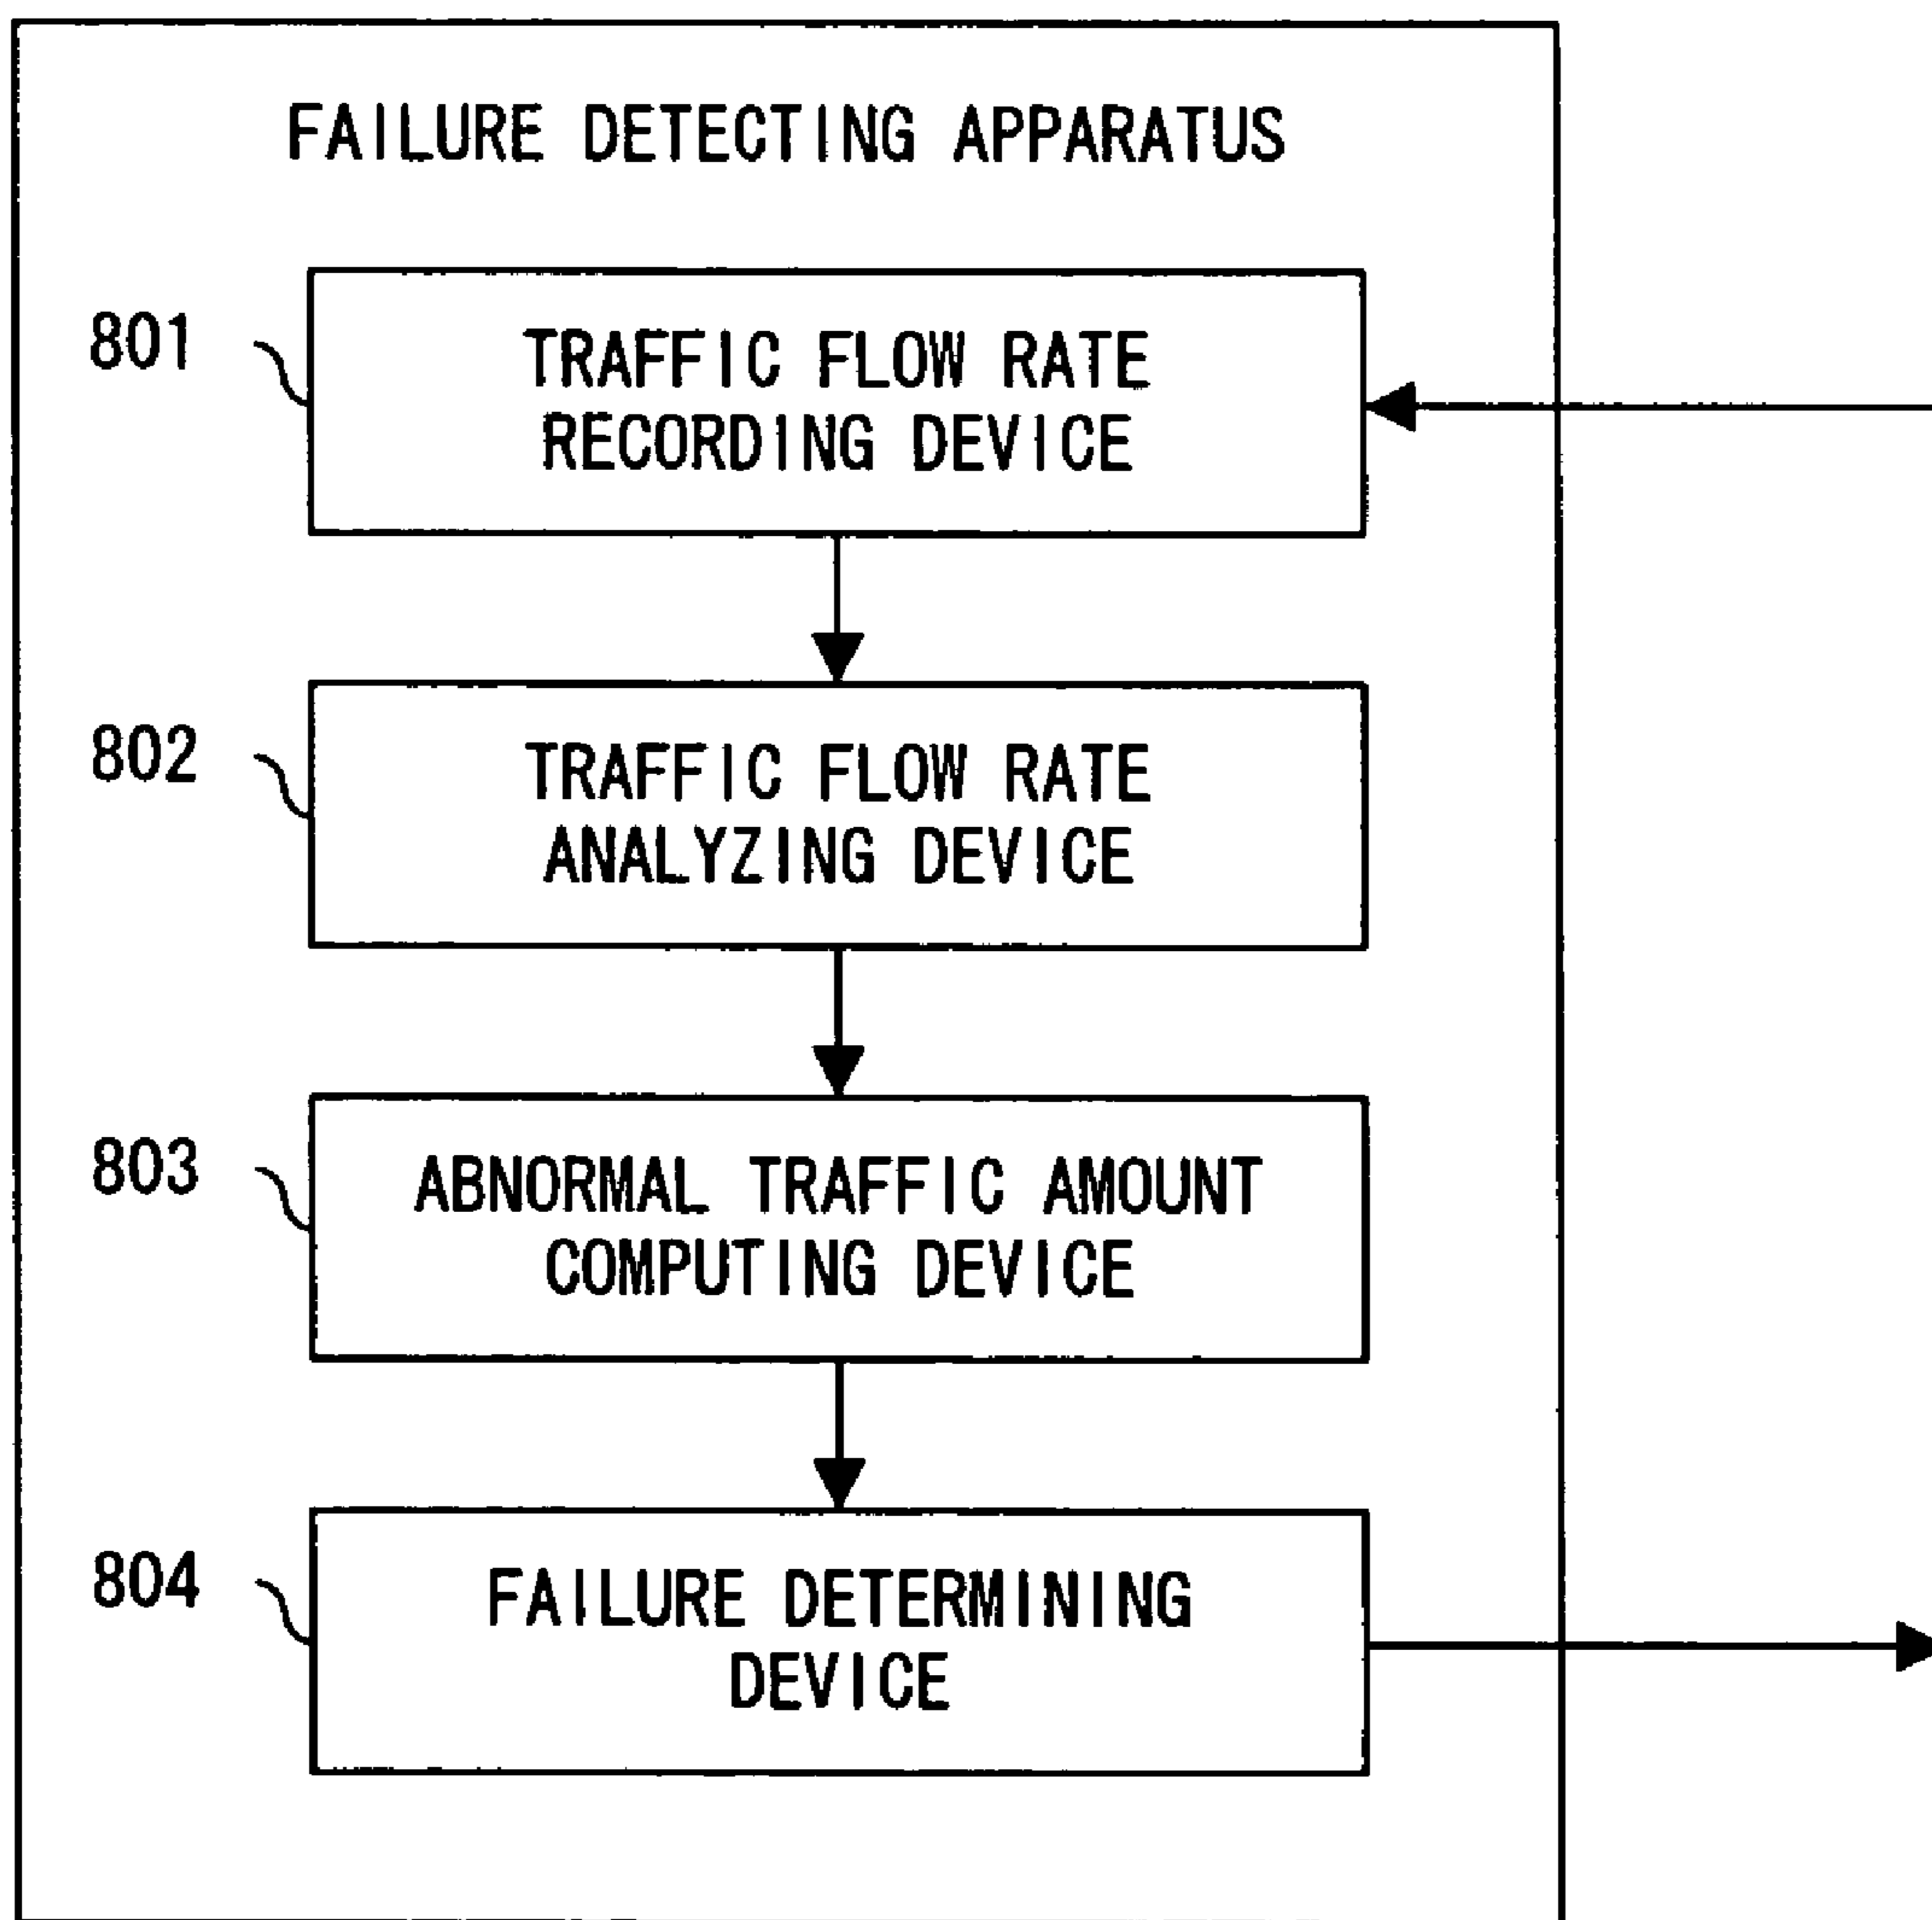 FAILURE DETECTING APPARATUS
801
TRAFFIC FLOW RATE
RECORDING DEVICE
802
TRAFFIC FLOW RATE
ANALYZING DEVICE
803
ABNORMAL TRAFFIC AMOUNT
COMPUTING DEVICE
804
FAILURE DETERMINING
DEVICE